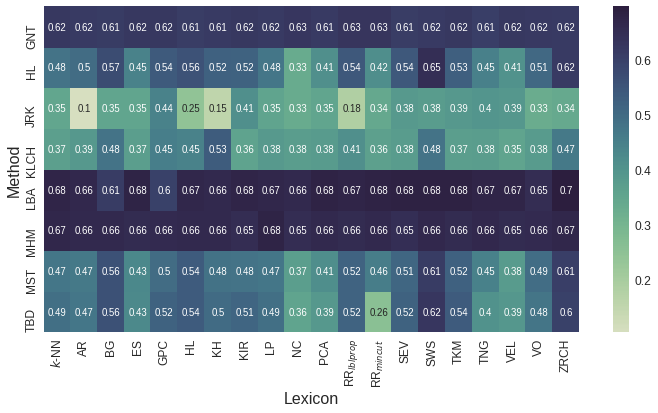 GNT 0.62 0.62 0.61 0.62 0.61 0.61 0.61 0.62 0.62 0.63 0.62 0.61 0.63 0.63 0.62 0.62 0.62 0.62 0.62 0.62
HL 0.48 0.5 0.57 0.45 0.54 0.56 0.52 0.52 0.48 0.33 0.41 0.54 0.42 0.54 0.65 0.53 0.45 0.41 0.51 0.62
JRK 0.35 0.1 0.35 0.35 0.44 0.25 0.15 0.41 0.35 0.33 0.35 0.18 0.34 0.38 0.38 0.39 0.4 0.39 0.33 0.34
KLCH 0.37 0.39 0.48 0.37 0.45 0.45 0.53 0.36 0.38 0.38 0.38 0.41 0.36 0.38 0.48 0.37 0.38 0.35 0.38 0.47
LBA 0.68 0.66 0.61 0.68 0.6 0.67 0.66 0.68 0.67 0.66 0.68 0.67 0.68 0.68 0.68 0.68 0.67 0.67 0.65 0.7
MHM 0.67 0.66 0.66 0.66 0.66 0.66 0.66 0.65 0.68 0.65 0.66 0.66 0.66 0.65 0.66 0.66 0.66 0.65 0.66 0.67
MST 0.47 0.47 0.56 0.43 0.5 0.54 0.48 0.48 0.47 0.37 0.41 0.52 0.46 0.51 0.61 0.52 0.45 0.38 0.49 0.61
TBD 0.49 0.47 0.56 0.43 0.52 0.54 0.5 0.51 0.49 0.36 0.39 0.52 0.26 0.52 0.62 0.54 0.4 0.39 0.48 0.6
Method
k-NN AR BG ES GPC HL KH KIR LP NC PCA RR_lblprop RR_mincut SEV SWS TKM TNG VEL VO ZRCH
Lexicon
0.6
0.5
0.4
0.3
0.2